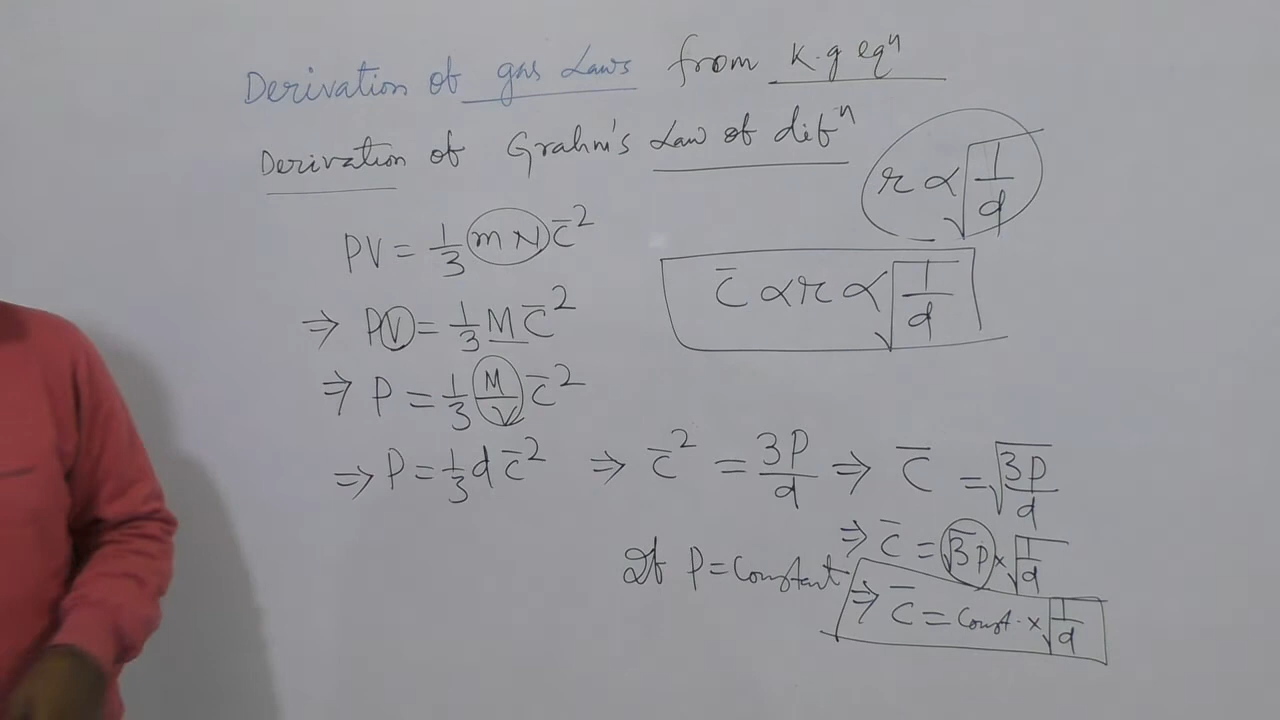 Derivation of gas Laws from K.g eqⁿ
Derivation of Grahm's Law of difⁿ
r ∝ √(1/d)
PV = 1/3 m N c̄²
c̄ ∝ r ∝ √(1/d)
⇒ PV = 1/3 M c̄²
⇒ P = 1/3 M/V c̄²
⇒ P = 1/3 d c̄² ⇒ c̄² = 3P/d ⇒ c̄ = √(3P/d)
⇒ c̄ = √3P × √(1/d)
If P = Constant
⇒ c̄ = Const. × √(1/d)